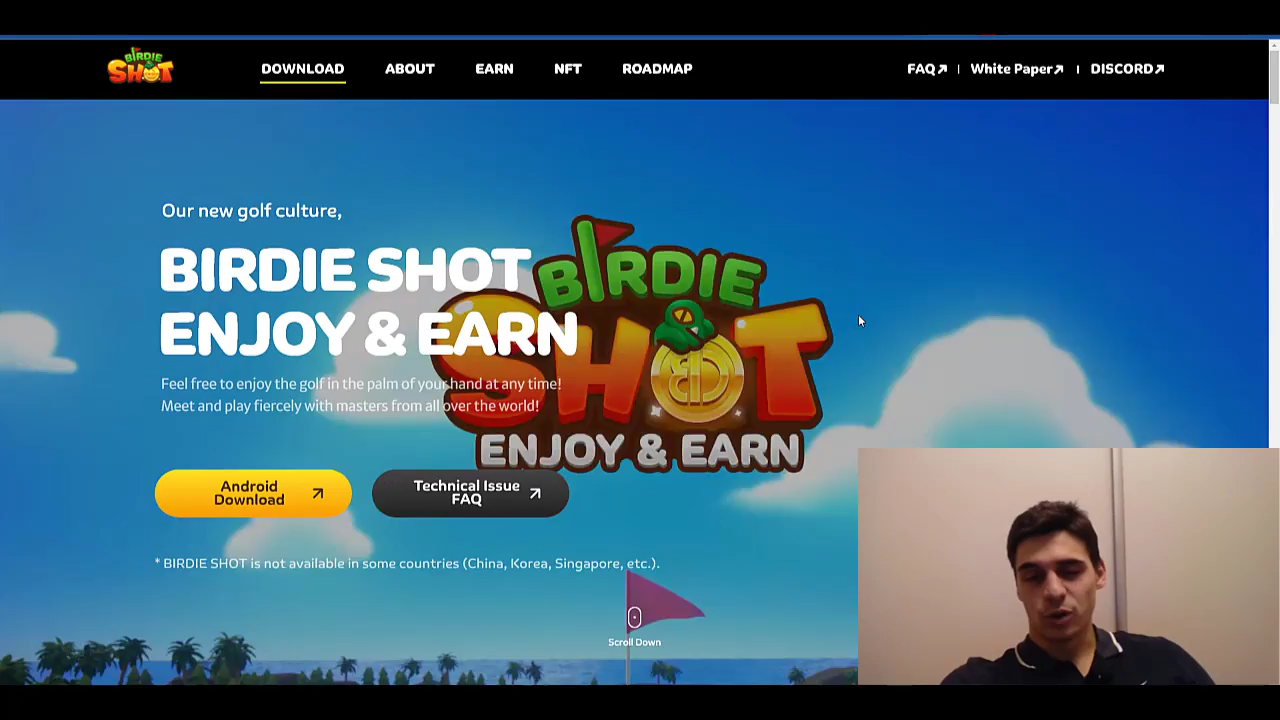 BIRDIE
SHOT
DOWNLOAD
ABOUT
EARN
NFT
ROADMAP
FAQ
White Paper
DISCORD
Our new golf culture,
BIRDIE SHOT
ENJOY & EARN
Feel free to enjoy the golf in the palm of your hand at any time!
Meet and play fiercely with masters from all over the world!
BIRDIE
SHOT
ENJOY & EARN
Android
Download
Technical Issue
FAQ
* BIRDIE SHOT is not available in some countries (China, Korea, Singapore, etc.).
Scroll Down